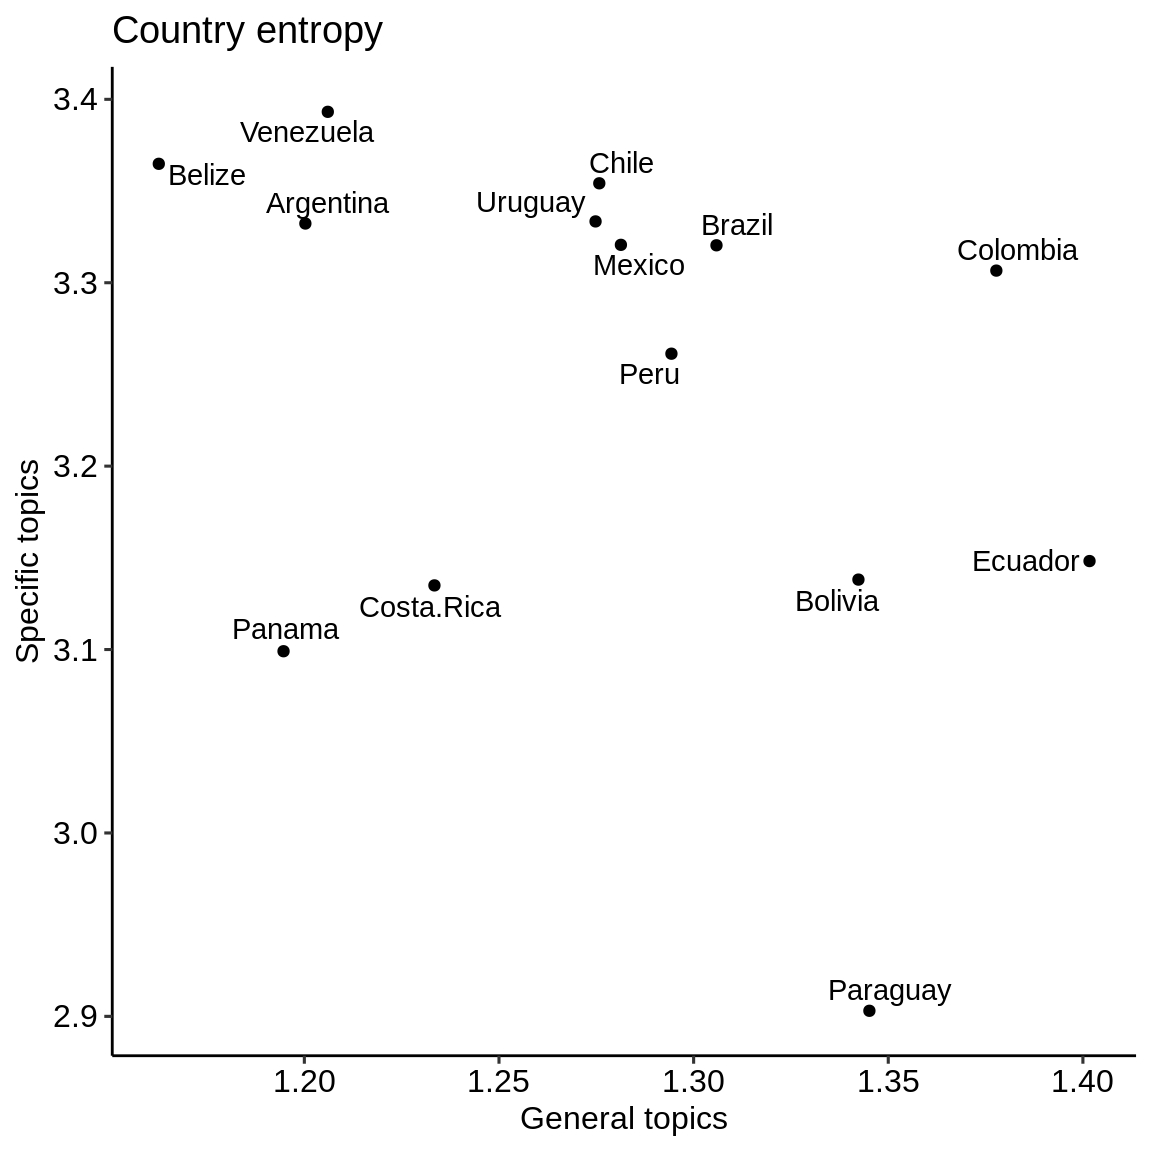 Country entropy
3.4
Venezuela
Belize
Chile
Argentina
Uruguay
Brazil
Mexico
Colombia
3.3
Peru
3.2
Specific topics
Ecuador
Bolivia
Costa.Rica
Panama
3.1
3.0
Paraguay
2.9
1.20 1.25 1.30 1.35 1.40
General topics